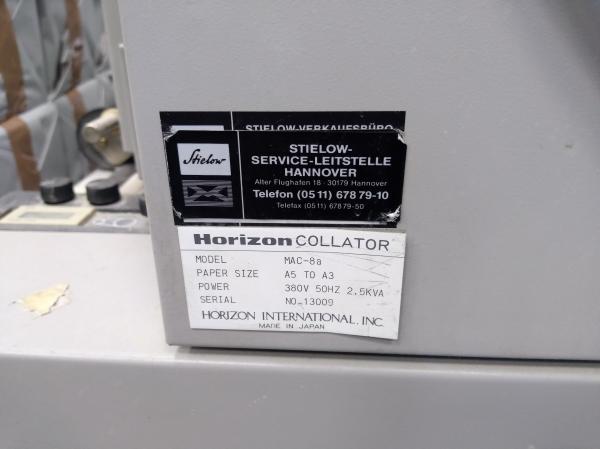 STIELOW-VERKAUFSBÜRO
Stielow
STIELOW-
SERVICE-LEITSTELLE
HANNOVER
Alter Flughafen 18 · 30179 Hannover
Telefon (05 11) 678 79-10
Telefax (05 11) 678 79-50
Horizon COLLATOR
MODEL MAC-8a
PAPER SIZE A5 TO A3
POWER 380V 50HZ 2.5KVA
SERIAL NO.13009
HORIZON INTERNATIONAL, INC.
MADE IN JAPAN